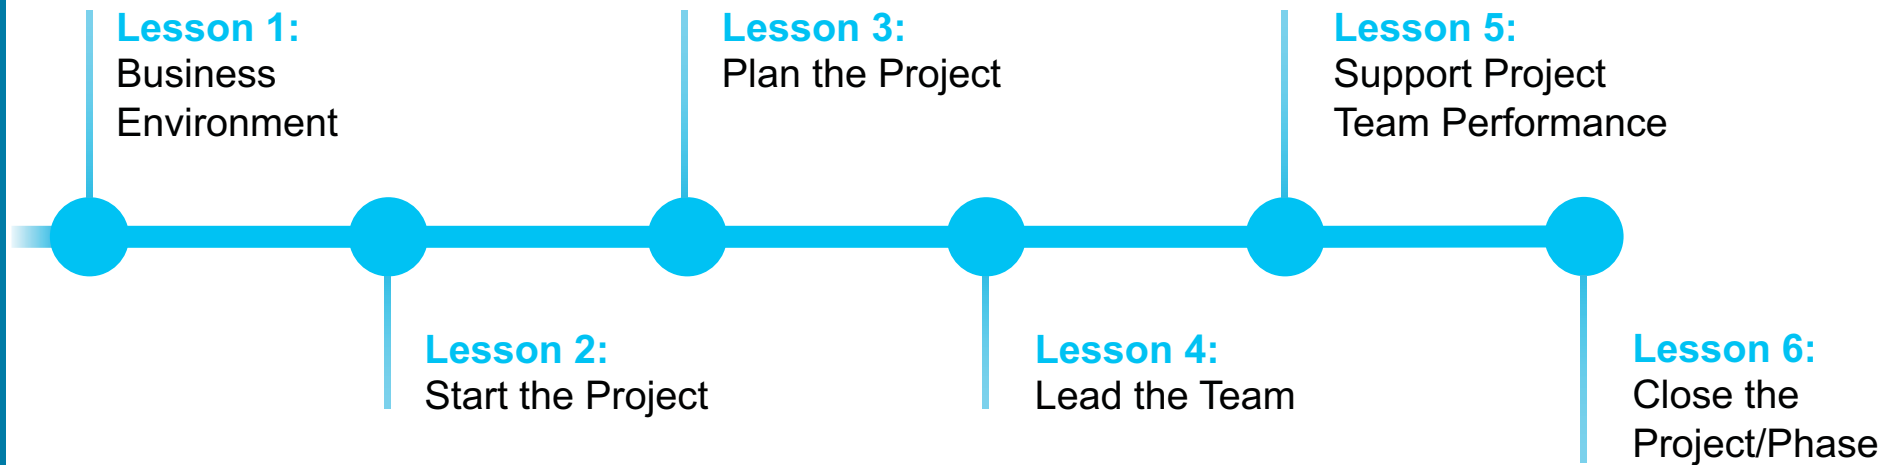 Lesson 1:
Business
Environment
Lesson 2:
Start the Project
Lesson 3:
Plan the Project
Lesson 4:
Lead the Team
Lesson 5:
Support Project
Team Performance
Lesson 6:
Close the
Project/Phase